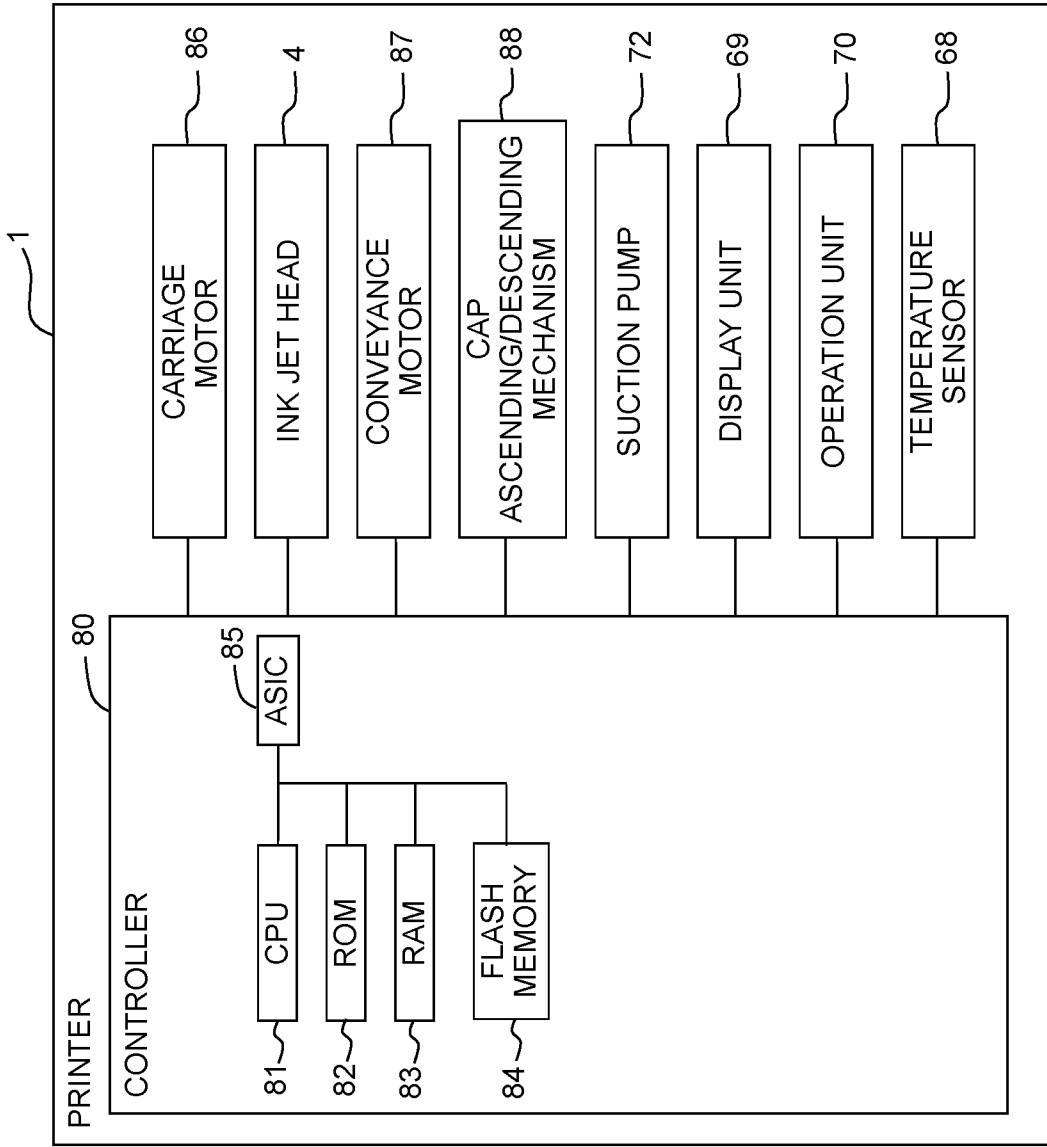 1
PRINTER
80
CONTROLLER
81
CPU
82
ROM
83
RAM
84
FLASH
MEMORY
85
ASIC
CARRIAGE
MOTOR
86
INK JET HEAD
4
CONVEYANCE
MOTOR
87
CAP
ASCENDING/DESCENDING
MECHANISM
88
SUCTION PUMP
72
DISPLAY UNIT
69
OPERATION UNIT
70
TEMPERATURE
SENSOR
68